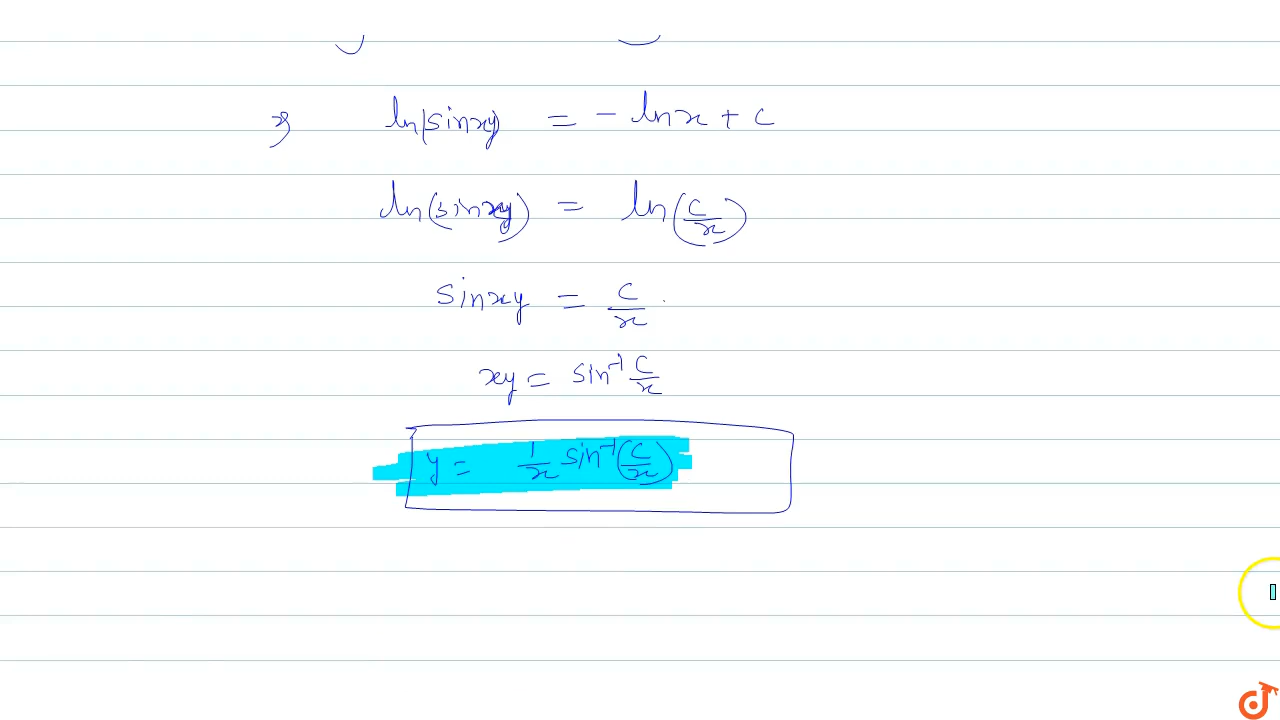 ⇒ ln|sinxy) = - lnx + c
ln(sinxy) = ln(c/x)
sinxy = c/x .
xy = sin⁻¹ c/x
y = 1/x sin⁻¹(c/x)